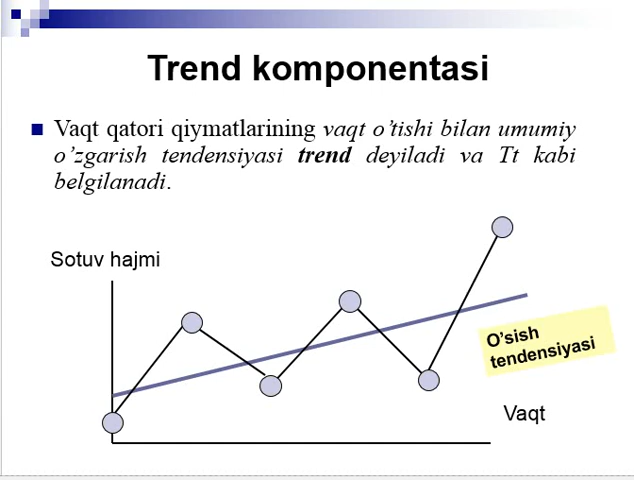 Trend komponentasi
Vaqt qatori qiymatlarining vaqt o’tishi bilan umumiy
o’zgarish tendensiyasi trend deyiladi va Tt kabi
belgilanadi.
Sotuv hajmi
O’sish
tendensiyasi
Vaqt